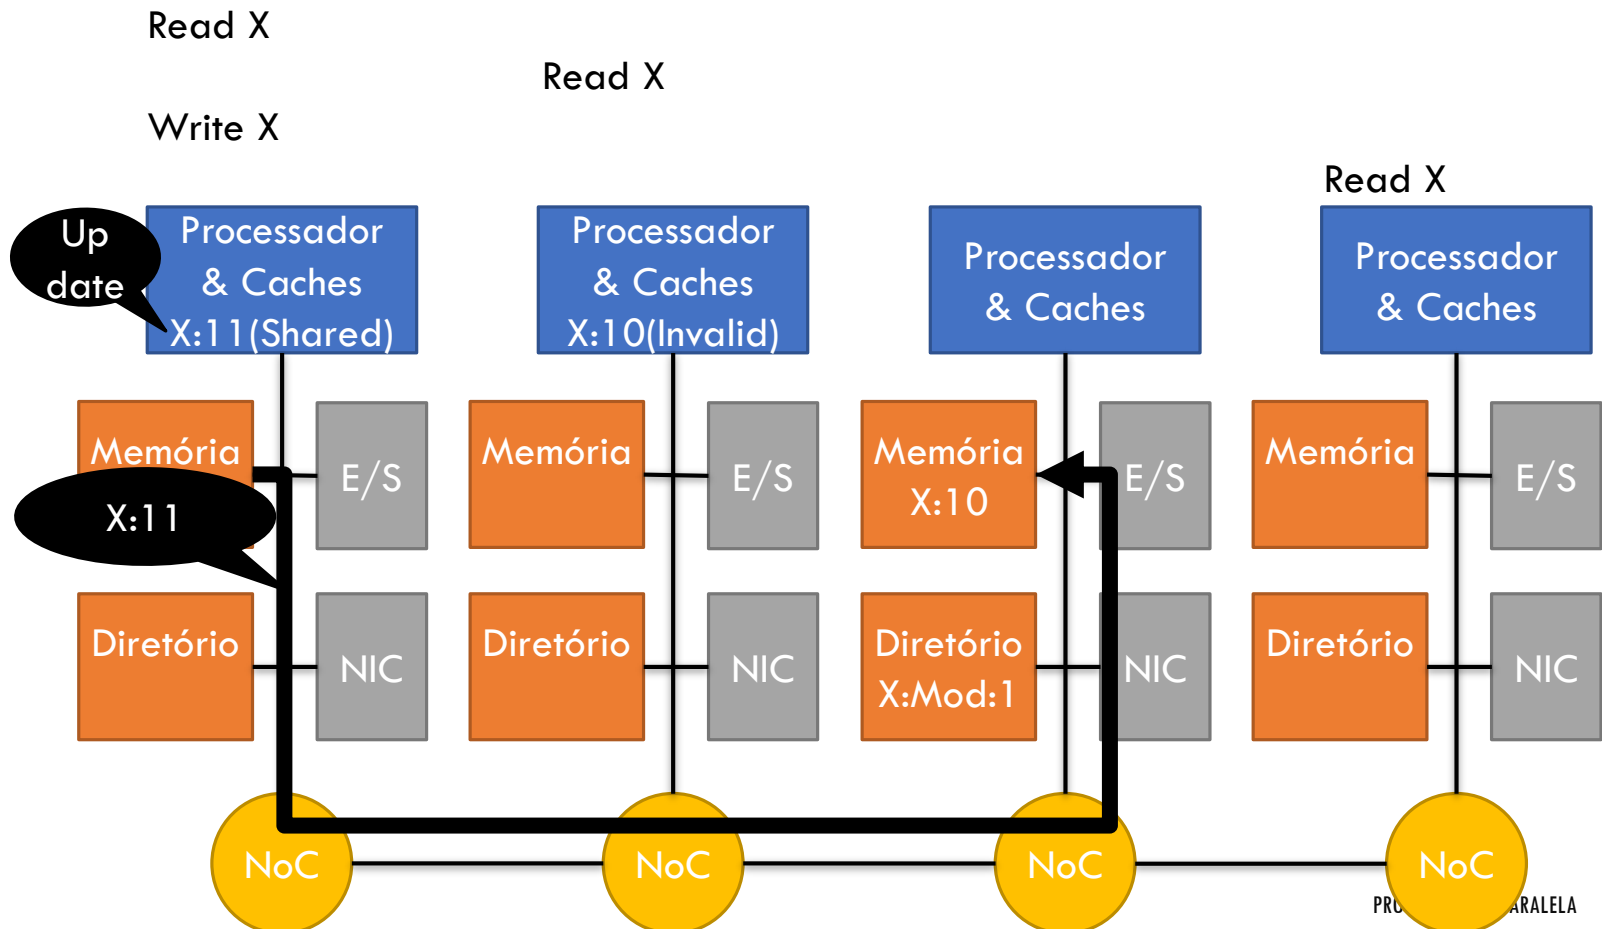 Read X
Read X
Write X
Read X
Up
date
Processador
& Caches
X:11(Shared)
Processador
& Caches
X:10(Invalid)
Processador
& Caches
Processador
& Caches
Memória
E/S
Memória
E/S
Memória
X:10
E/S
Memória
E/S
X:11
Diretório
NIC
Diretório
NIC
Diretório
X:Mod:1
NIC
Diretório
NIC
NoC
NoC
NoC
NoC